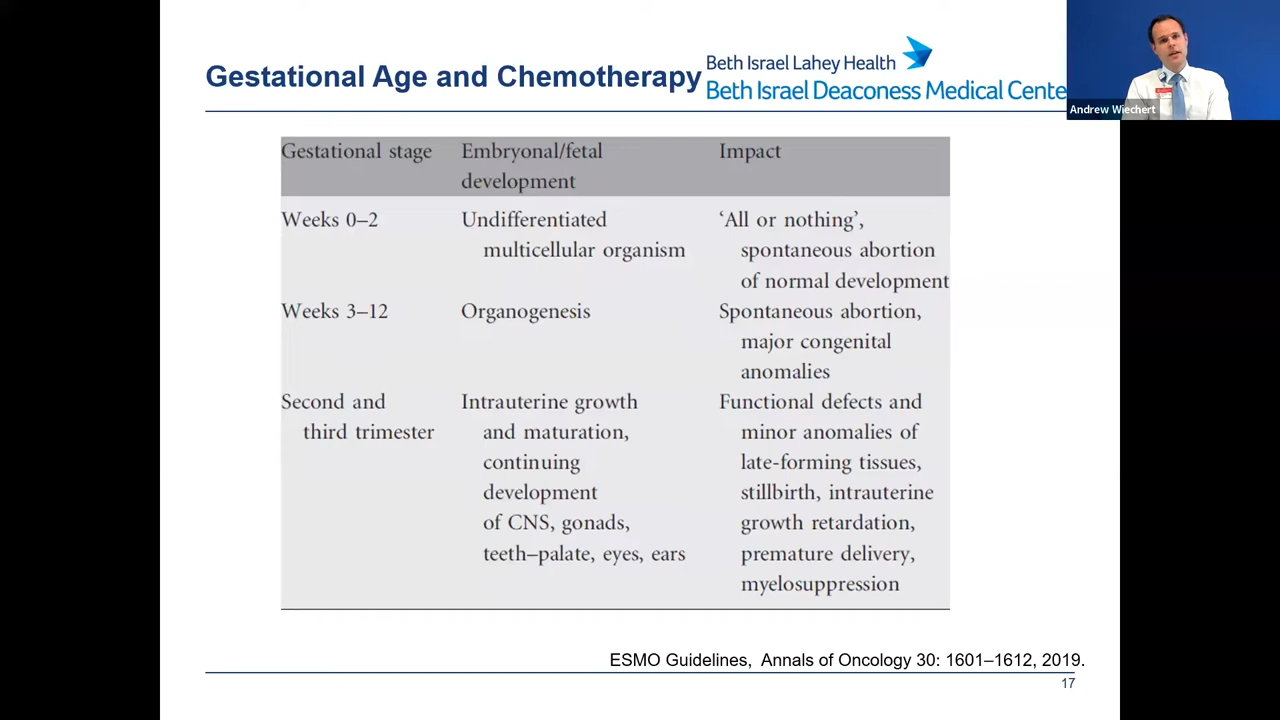 Gestational Age and Chemotherapy
Beth Israel Lahey Health
Beth Israel Deaconess Medical Cente
Andrew Wiechert
Gestational stage Embryonal/fetal development Impact
Weeks 0–2 Undifferentiated multicellular organism 'All or nothing', spontaneous abortion of normal development
Weeks 3–12 Organogenesis Spontaneous abortion, major congenital anomalies
Second and third trimester Intrauterine growth and maturation, continuing development of CNS, gonads, teeth–palate, eyes, ears Functional defects and minor anomalies of late-forming tissues, stillbirth, intrauterine growth retardation, premature delivery, myelosuppression
ESMO Guidelines, Annals of Oncology 30: 1601–1612, 2019.
17